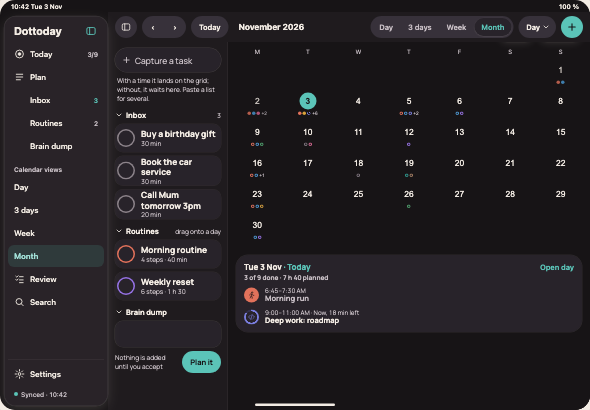 10:42 Tue 3 Nov
100 %
Dottoday
Today 3/9
Plan
Inbox 3
Routines 2
Brain dump
Calendar views
Day
3 days
Week
Month
Review
Search
Settings
Synced · 10:42
Today
+ Capture a task
With a time it lands on the grid;
without, it waits here. Paste a list
for several.
Inbox 3
Buy a birthday gift
30 min
Book the car
service
30 min
Call Mum
tomorrow 3pm
20 min
Routines drag onto a day
Morning routine
4 steps · 40 min
Weekly reset
6 steps · 1 h 30
Brain dump
Nothing is added
until you accept
Plan it
November 2026
Day 3 days Week Month
Day
+
M T W T F S S
1
2 3 4 5 6 7 8
+2 +6 +2
9 10 11 12 13 14 15
16 17 18 19 20 21 22
+1
23 24 25 26 27 28 29
30
Tue 3 Nov · Today Open day
3 of 9 done · 7 h 40 planned
6:45–7:30 AM
Morning run
9:00–11:00 AM · Now, 18 min left
Deep work: roadmap